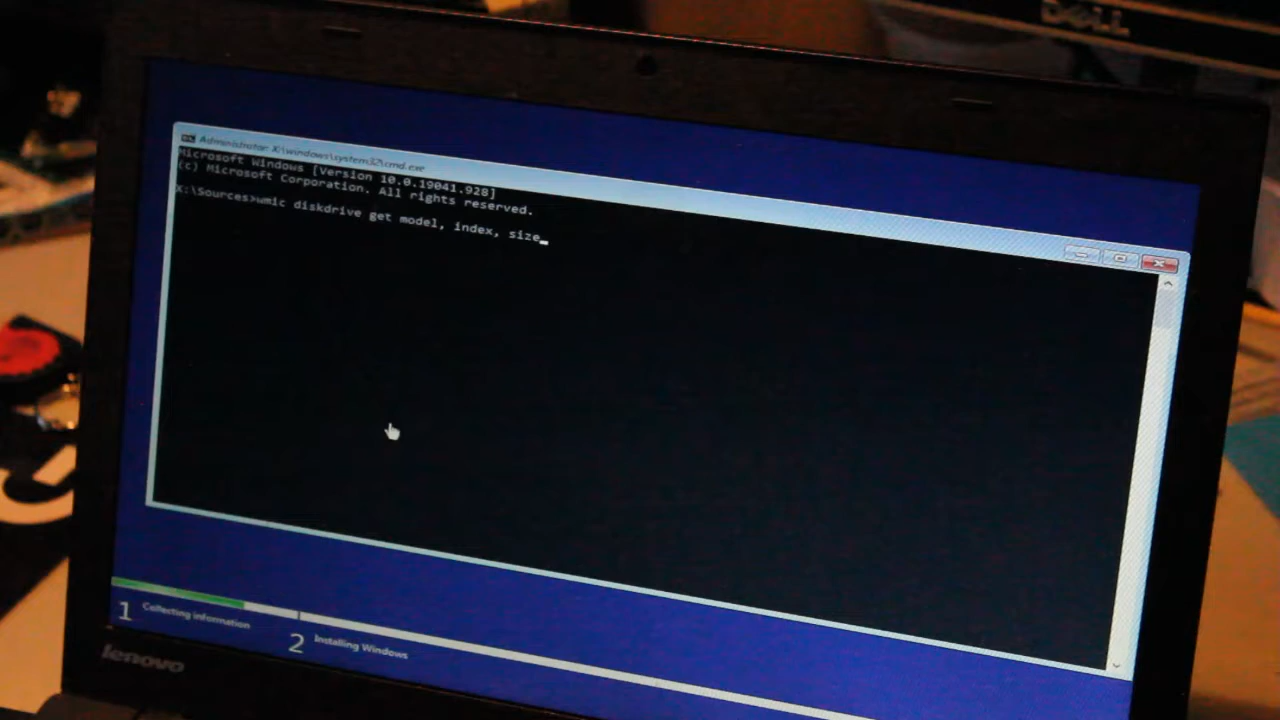 DELL
Administrator: X:\windows\system32\cmd.exe
Microsoft Windows [Version 10.0.19041.928]
(c) Microsoft Corporation. All rights reserved.
X:\Sources>wmic diskdrive get model, index, size
1 Collecting information
2 Installing Windows
lenovo